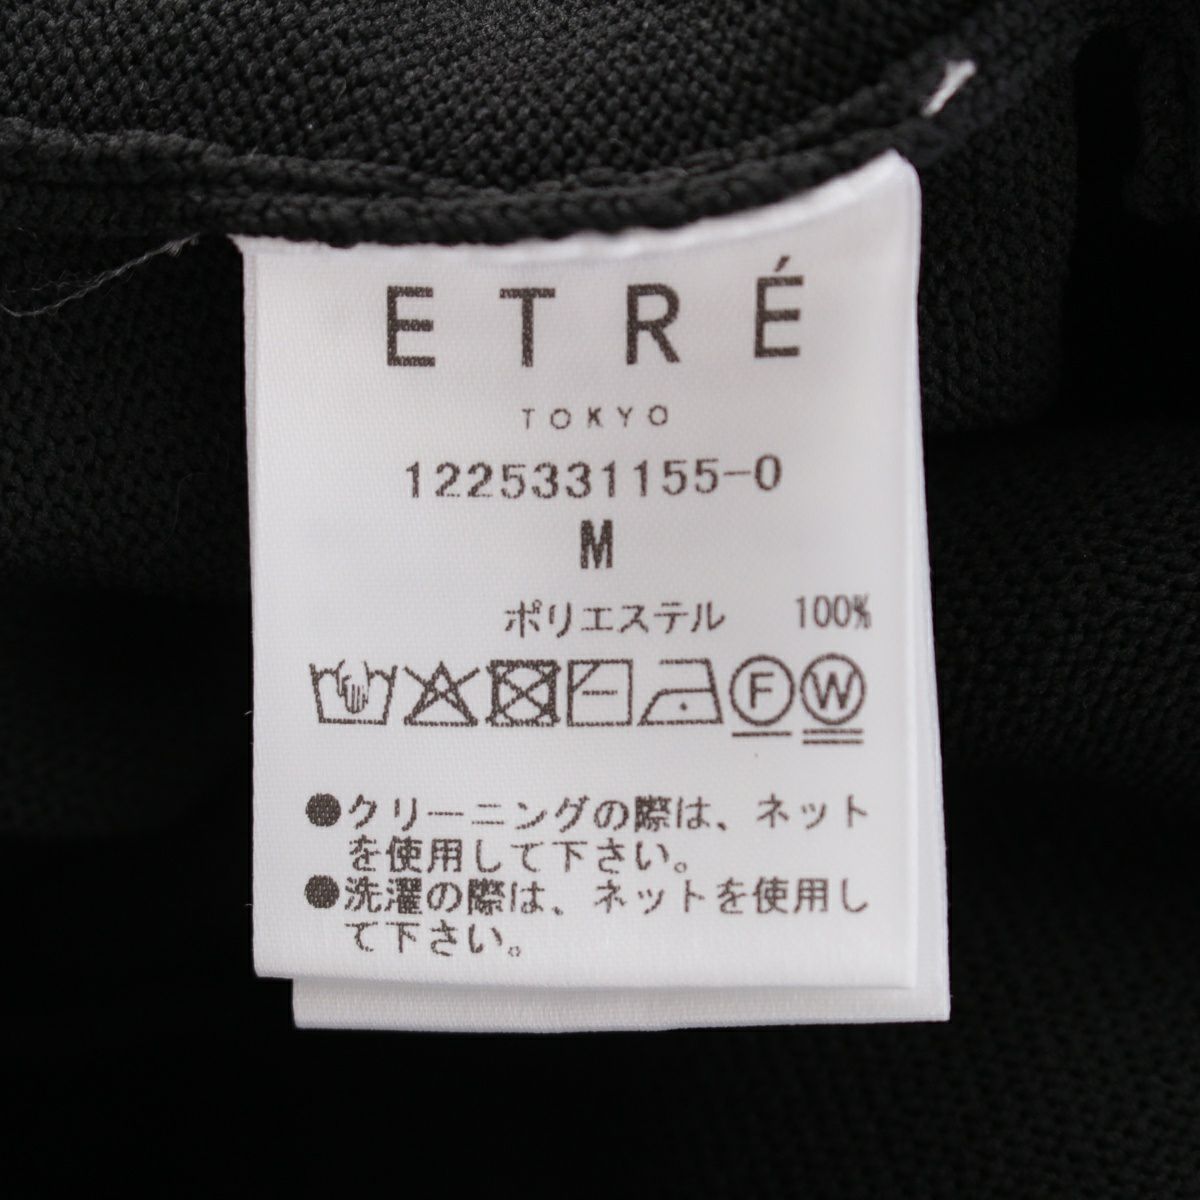 ETRÉ
TOKYO
1225331155-0
M
ポリエステル 100%
F W
●クリーニングの際は、ネット
を使用して下さい。
●洗濯の際は、ネットを使用し
て下さい。